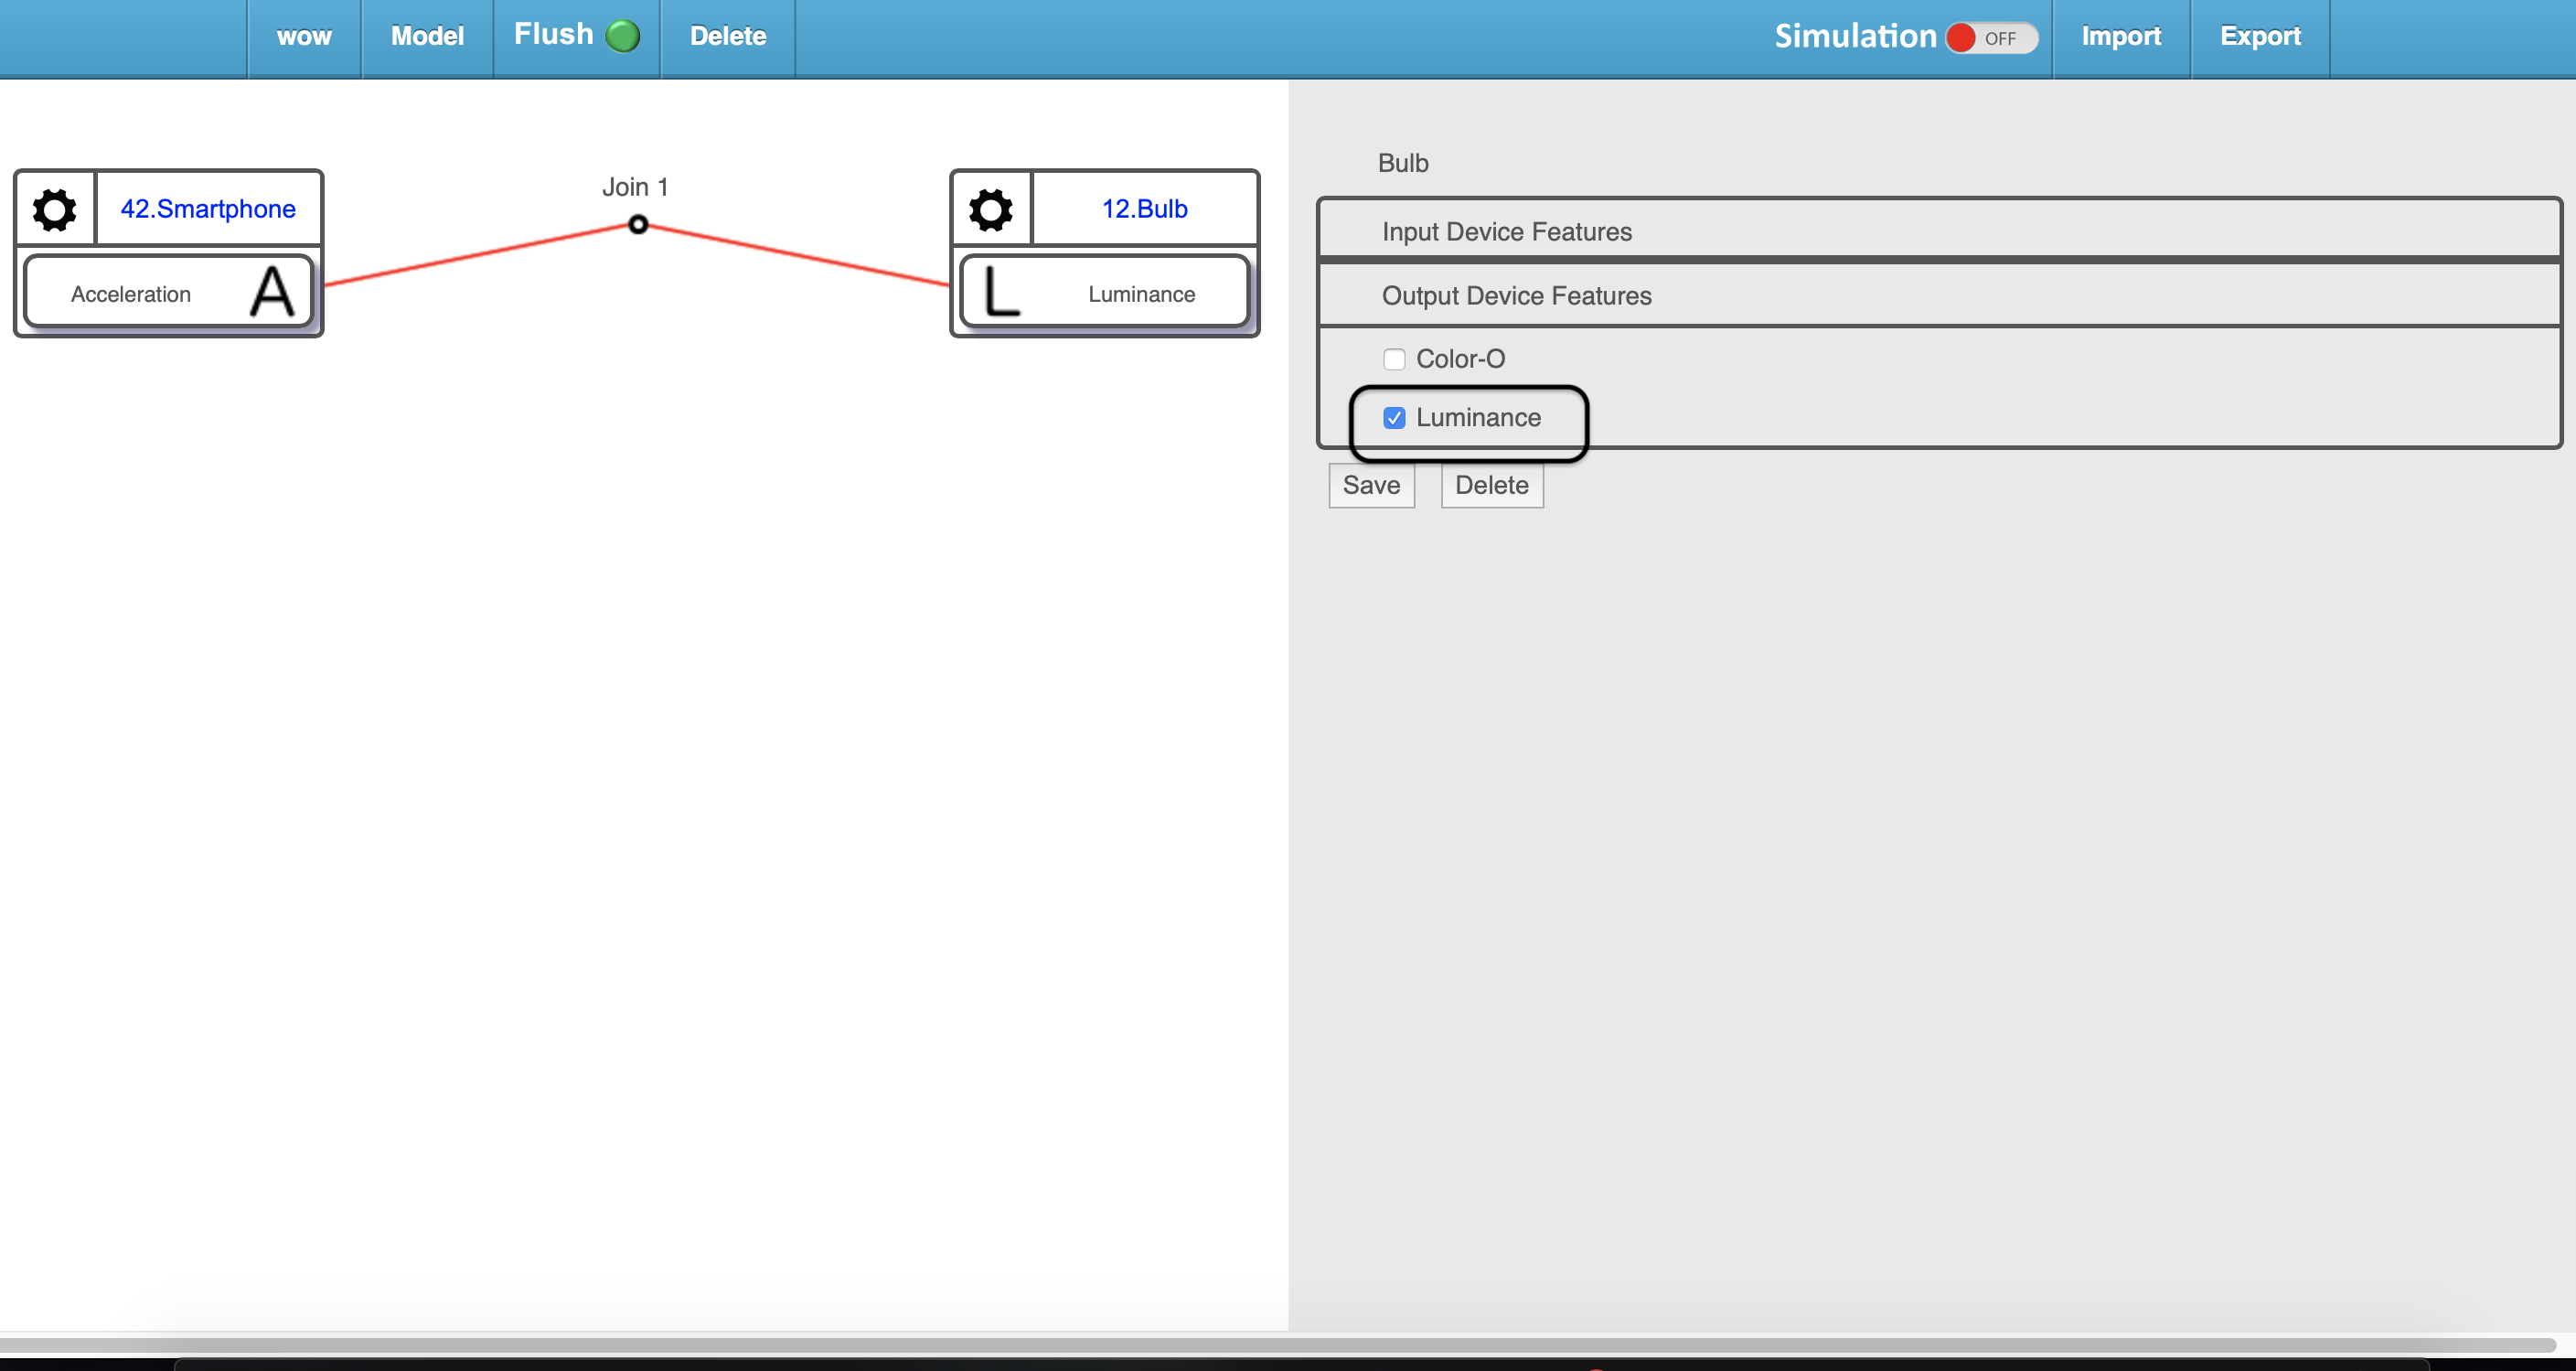 wow Model Flush Delete Simulation OFF Import Export
Bulb
Join 1
42.Smartphone
12.Bulb
Acceleration A
L Luminance
Input Device Features
Output Device Features
Color-O
Luminance
Save Delete